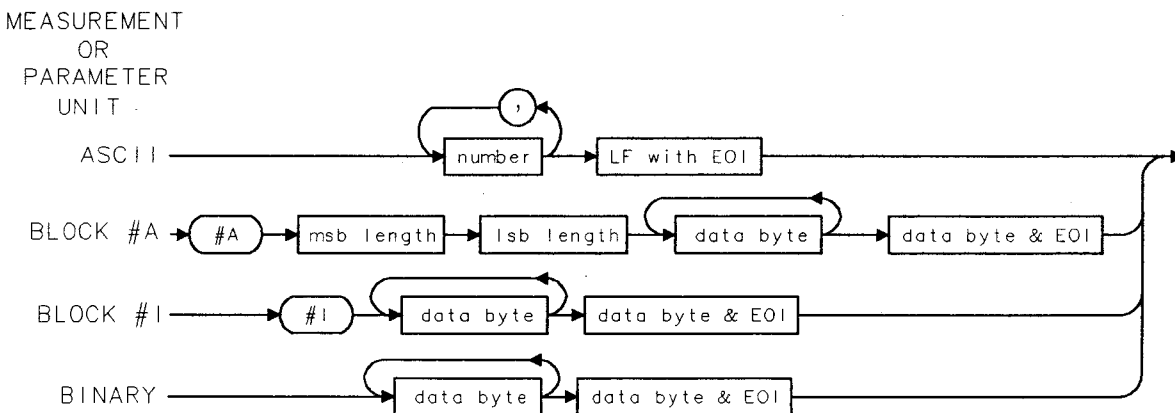 MEASUREMENT
OR
PARAMETER
UNIT
,
ASCII number LF with EOI
BLOCK #A #A msb length lsb length data byte data byte & EOI
BLOCK #I #I data byte data byte & EOI
BINARY data byte data byte & EOI